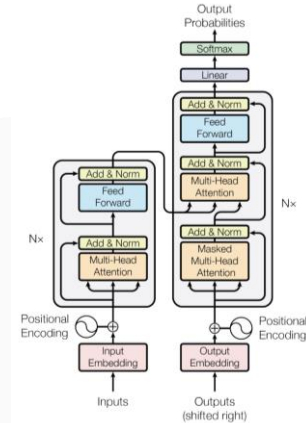 Output
Probabilities
Softmax
Linear
Add & Norm
Feed
Forward
Add & Norm
Multi-Head
Attention
Add & Norm
Masked
Multi-Head
Attention
N×
Positional
Encoding
Output
Embedding
Outputs
(shifted right)
Add & Norm
Feed
Forward
Add & Norm
Multi-Head
Attention
N×
Positional
Encoding
Input
Embedding
Inputs